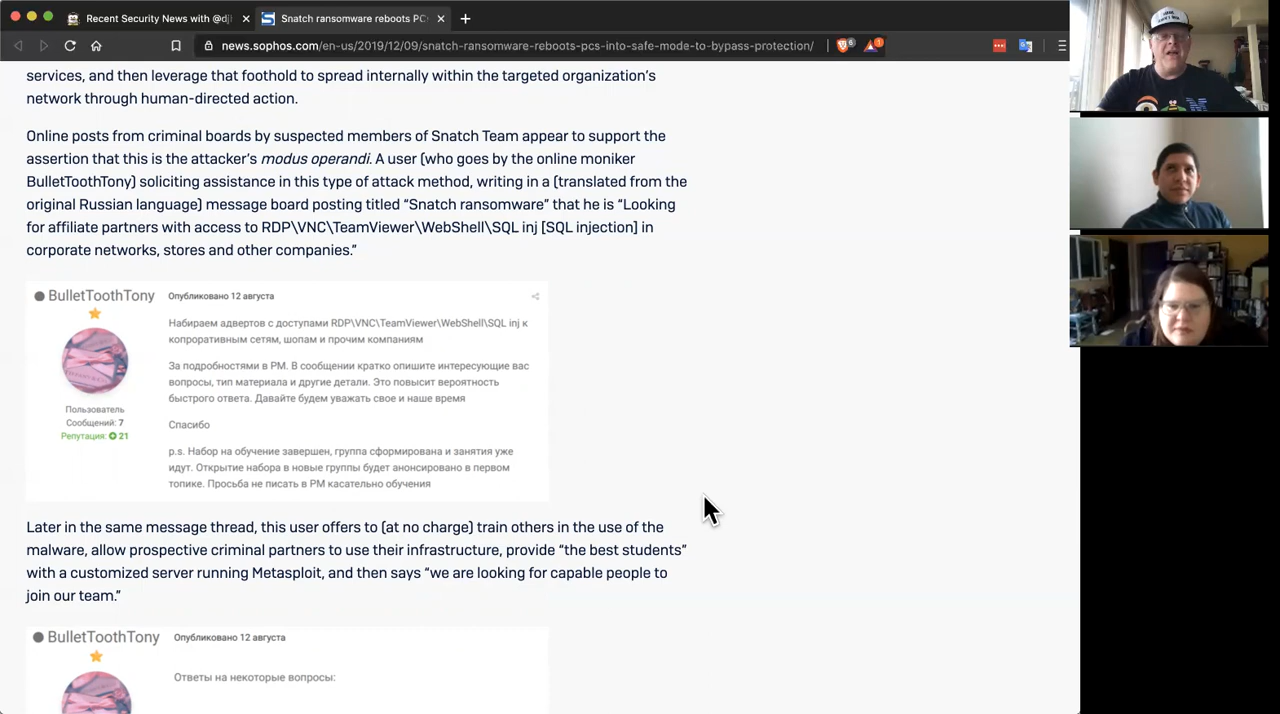 Recent Security News with @djl
Snatch ransomware reboots PC
news.sophos.com/en-us/2019/12/09/snatch-ransomware-reboots-pcs-into-safe-mode-to-bypass-protection/
6
1
services, and then leverage that foothold to spread internally within the targeted organization's
network through human-directed action.
Online posts from criminal boards by suspected members of Snatch Team appear to support the
assertion that this is the attacker's modus operandi. A user (who goes by the online moniker
BulletToothTony) soliciting assistance in this type of attack method, writing in a (translated from the
original Russian language) message board posting titled “Snatch ransomware” that he is “Looking
for affiliate partners with access to RDP\VNC\TeamViewer\WebShell\SQL inj [SQL injection] in
corporate networks, stores and other companies.”
BulletToothTony
Опубликовано 12 августа
Набираем адвертов с доступами RDP\VNC\TeamViewer\WebShell\SQL inj к
копроративным сетям, шопам и прочим компаниям
За подробностями в PM. В сообщении кратко опишите интересующие вас
вопросы, тип материала и другие детали. Это повысит вероятность
быстрого ответа. Давайте будем уважать свое и наше время
Пользователь
Сообщений: 7
Репутация: 21
Спасибо
p.s. Набор на обучение завершен, группа сформирована и занятия уже
идут. Открытие набора в новые группы будет анонсировано в первом
топике. Просьба не писать в PM касательно обучения
Later in the same message thread, this user offers to (at no charge) train others in the use of the
malware, allow prospective criminal partners to use their infrastructure, provide “the best students”
with a customized server running Metasploit, and then says “we are looking for capable people to
join our team.”
BulletToothTony
Опубликовано 12 августа
Ответы на некоторые вопросы: